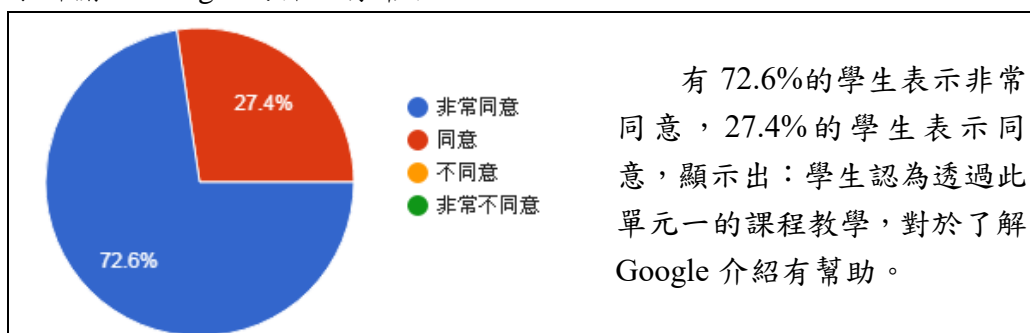 27.4%
72.6%
非常同意
同意
不同意
非常不同意
有 72.6%的學生表示非常
同意，27.4%的學生表示同
意，顯示出：學生認為透過此
單元一的課程教學，對於了解
Google 介紹有幫助。